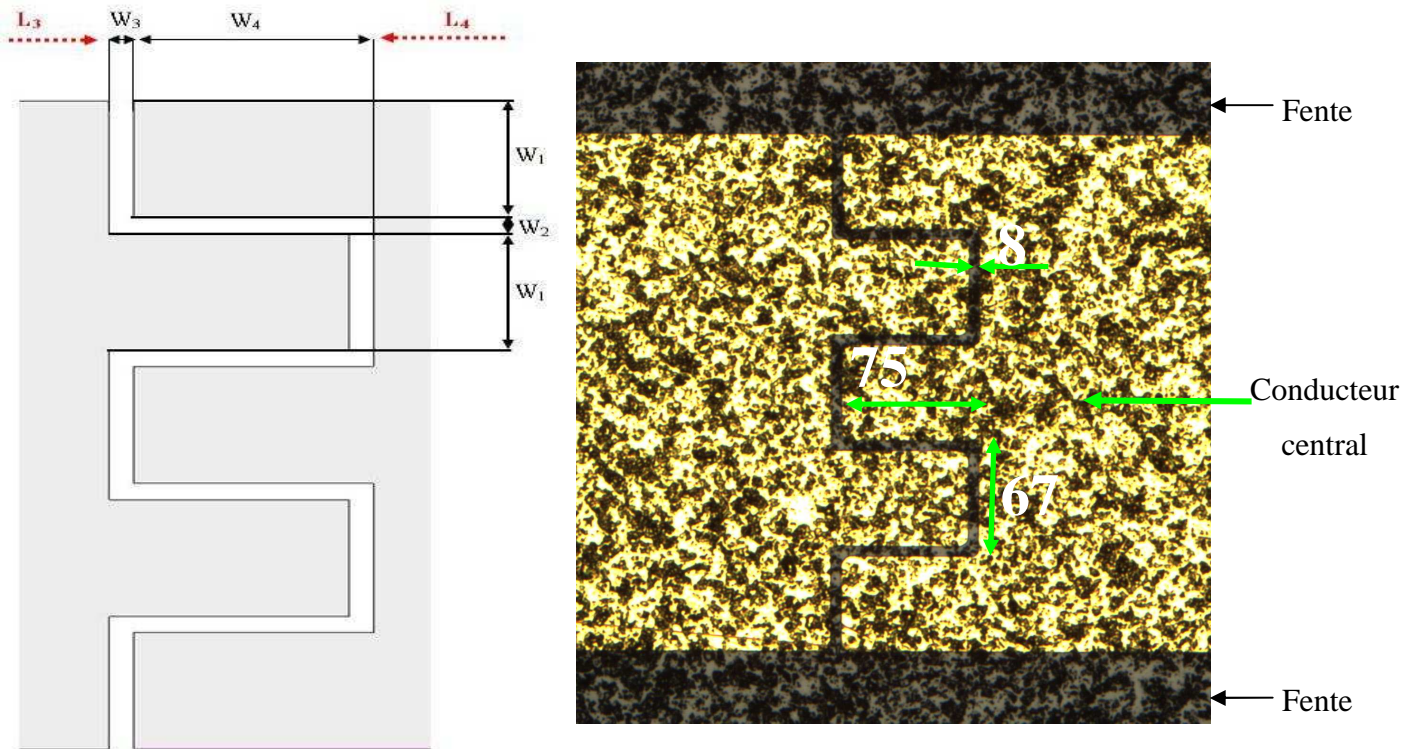 L₃
W₃
W₄
L₄
W₁
W₂
W₁
8
75
67
Fente
Conducteur
central
Fente